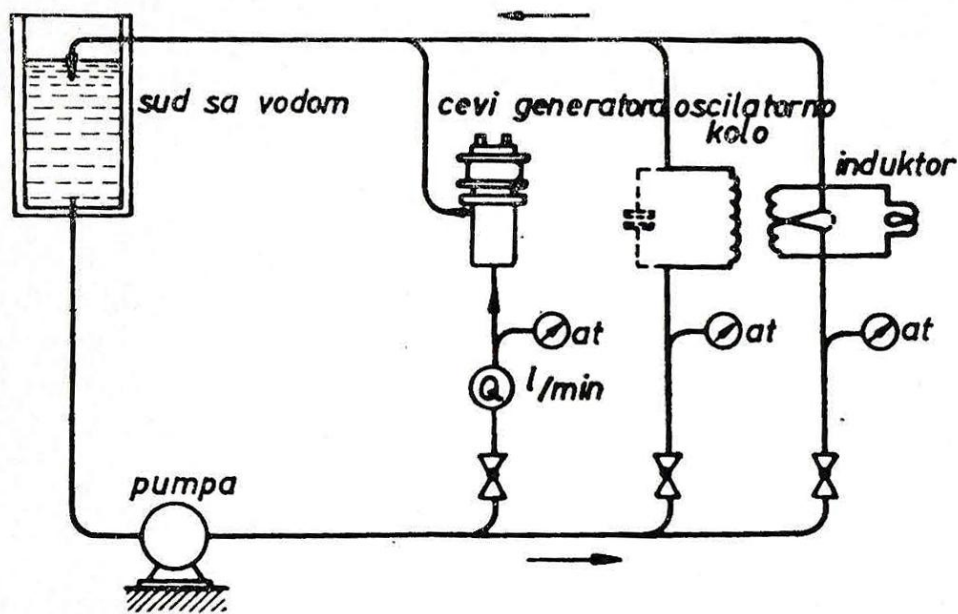 sud sa vodom
cevi generatora
oscilatorno
kolo
induktor
at
at
at
Q
l/min
pumpa